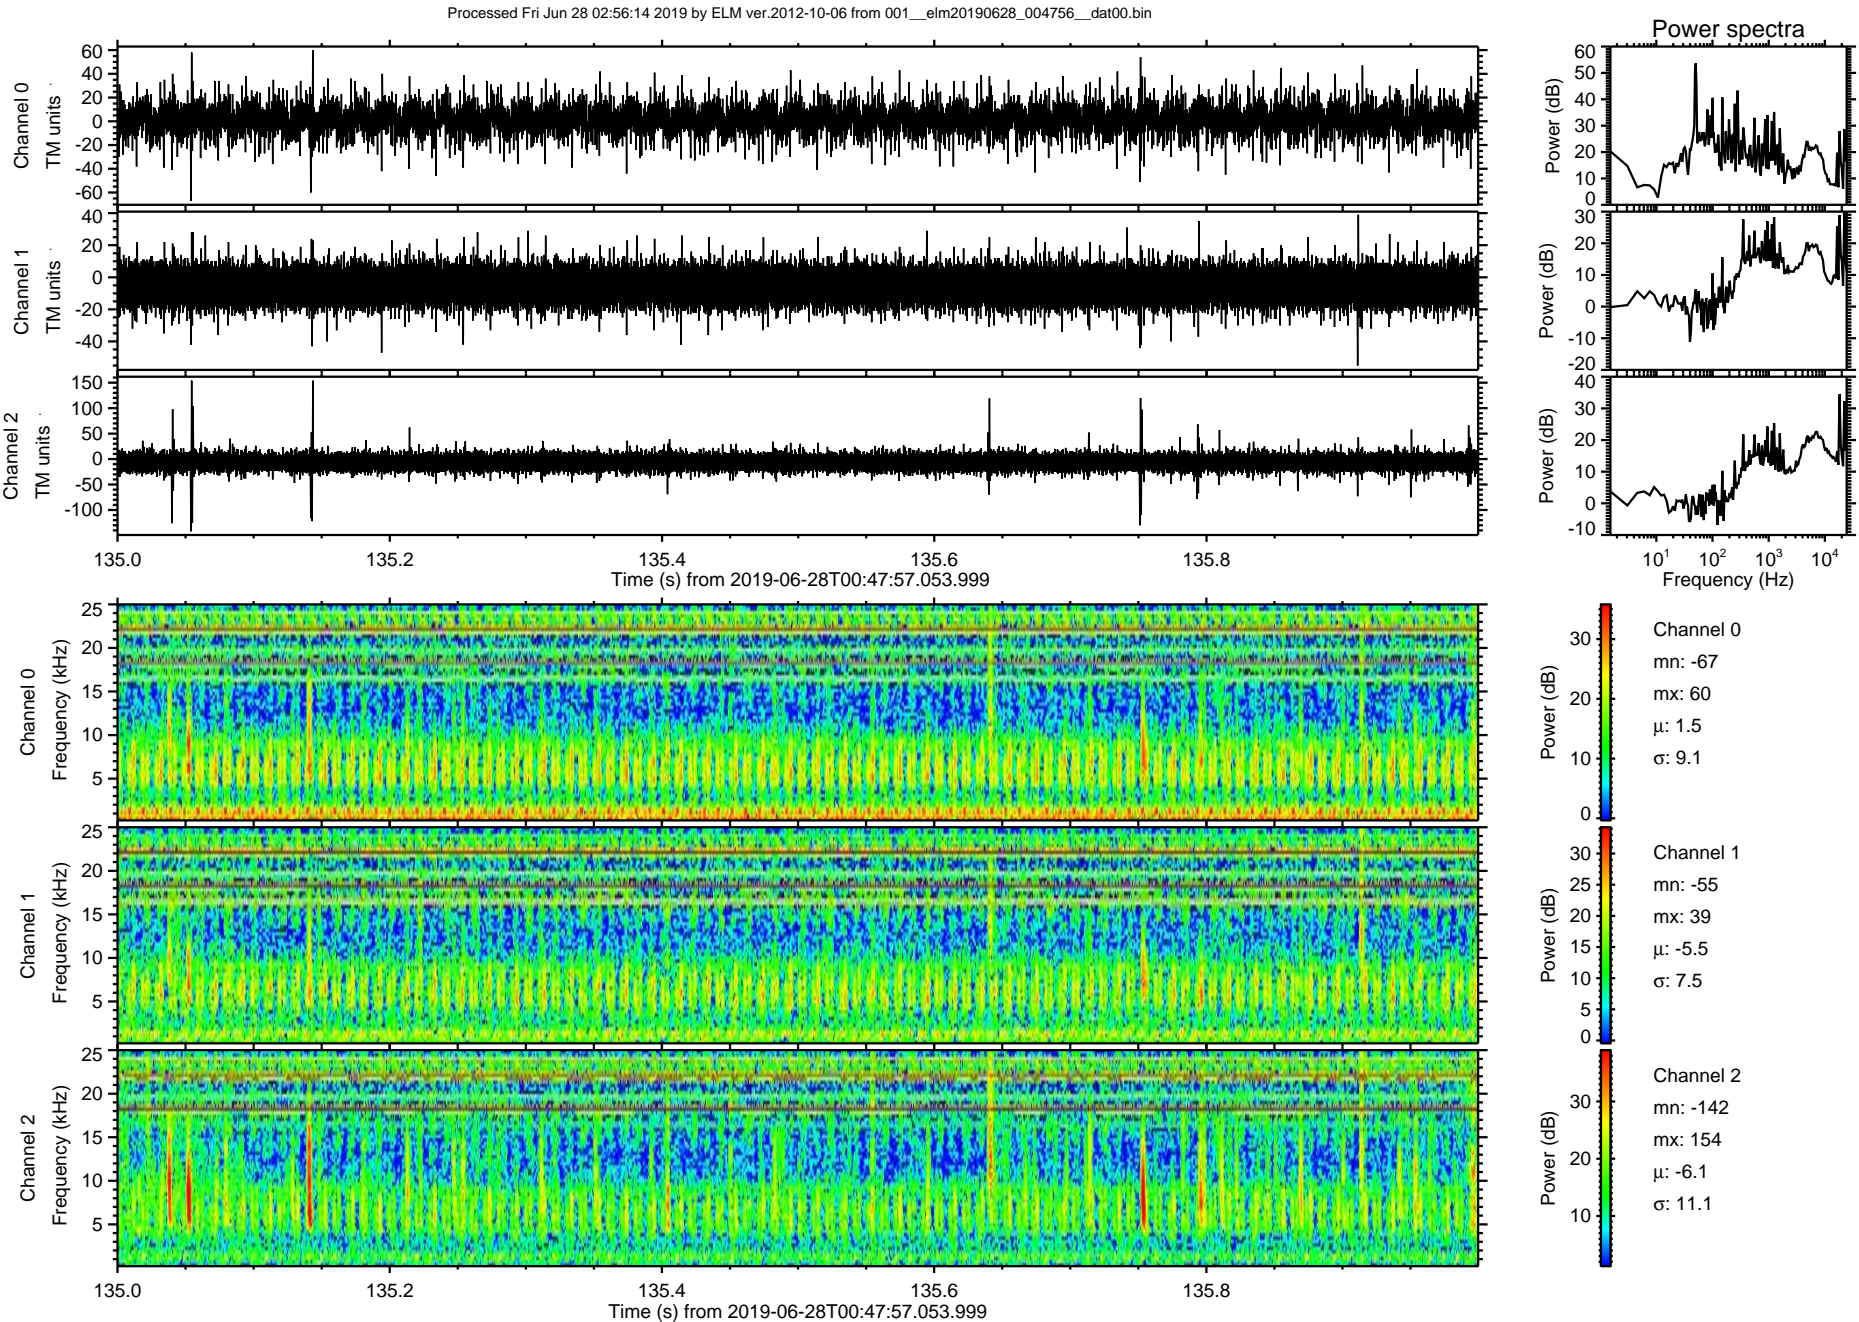 Processed Fri Jun 28 02:56:14 2019 by ELM ver.2012-10-06 from 001__elm20190628_004756__dat00.bin
Power spectra
Channel 0
TM units
60
40
20
0
-20
-40
-60
Power (dB)
60
50
40
30
20
10
0
Channel 1
TM units
40
20
0
-20
-40
Power (dB)
30
20
10
0
-10
-20
Channel 2
TM units
150
100
50
0
-50
-100
Power (dB)
40
30
20
10
0
-10
135.0 135.2 135.4 135.6 135.8
Time (s) from 2019-06-28T00:47:57.053.999
10^1 10^2 10^3 10^4
Frequency (Hz)
Channel 0
Frequency (kHz)
25
20
15
10
5
Power (dB)
30
20
10
0
Channel 0
mn: -67
mx: 60
μ: 1.5
σ: 9.1
Channel 1
Frequency (kHz)
25
20
15
10
5
Power (dB)
30
25
20
15
10
5
0
Channel 1
mn: -55
mx: 39
μ: -5.5
σ: 7.5
Channel 2
Frequency (kHz)
25
20
15
10
5
Power (dB)
30
20
10
Channel 2
mn: -142
mx: 154
μ: -6.1
σ: 11.1
135.0 135.2 135.4 135.6 135.8
Time (s) from 2019-06-28T00:47:57.053.999